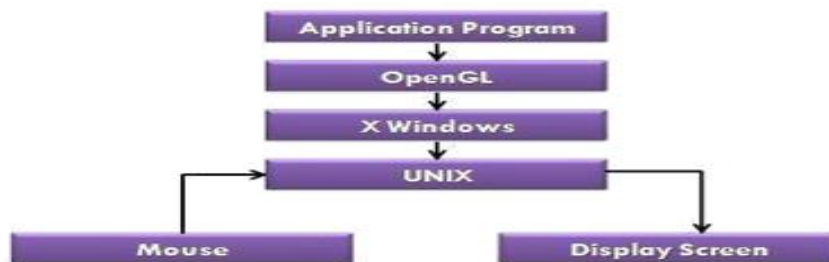 Application Program
OpenGL
X Windows
UNIX
Mouse
Display Screen